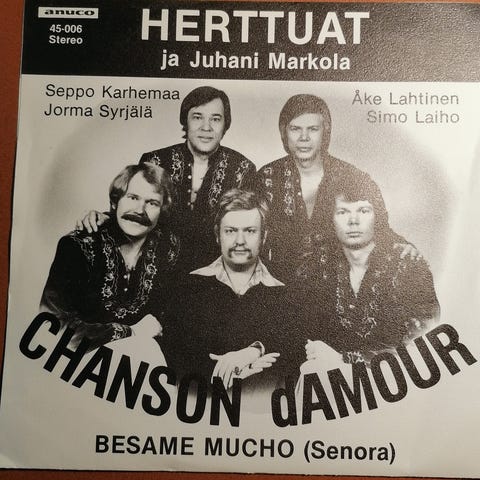 anuco
45-006
Stereo
HERTTUAT
ja Juhani Markola
Seppo Karhemaa
Jorma Syrjälä
Åke Lahtinen
Simo Laiho
CHANSON dAMOUR
BESAME MUCHO (Senora)